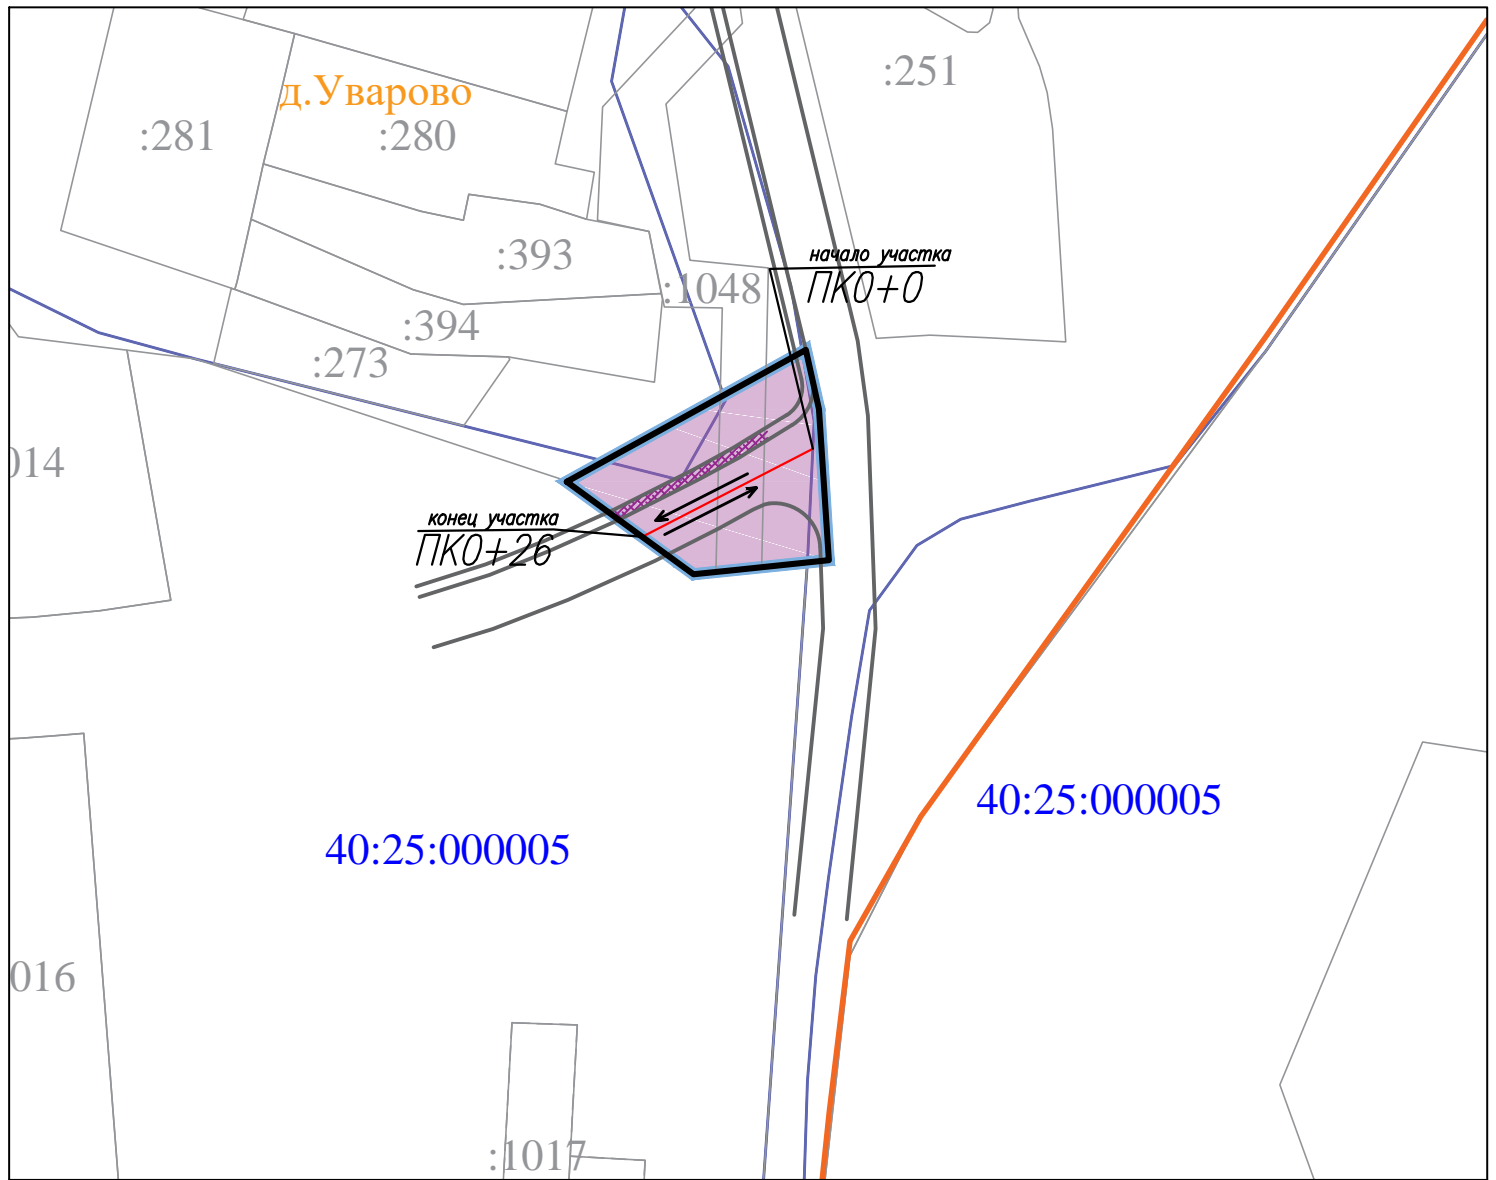 :251
д.Уварово
:281
:280
:393
начало участка
ПК0+0
:1048
:394
:273
014
конец участка
ПК0+26
40:25:000005
40:25:000005
016
:1017